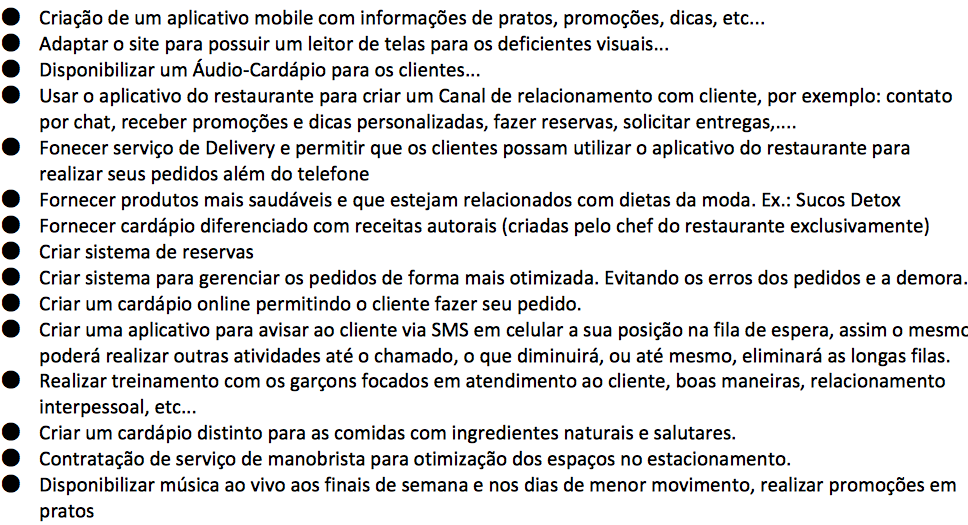 ● Criação de um aplicativo mobile com informações de pratos, promoções, dicas, etc...
● Adaptar o site para possuir um leitor de telas para os deficientes visuais...
● Disponibilizar um Áudio-Cardápio para os clientes...
● Usar o aplicativo do restaurante para criar um Canal de relacionamento com cliente, por exemplo: contato
por chat, receber promoções e dicas personalizadas, fazer reservas, solicitar entregas,....
● Fonecer serviço de Delivery e permitir que os clientes possam utilizar o aplicativo do restaurante para
realizar seus pedidos além do telefone
● Fornecer produtos mais saudáveis e que estejam relacionados com dietas da moda. Ex.: Sucos Detox
● Fornecer cardápio diferenciado com receitas autorais (criadas pelo chef do restaurante exclusivamente)
● Criar sistema de reservas
● Criar sistema para gerenciar os pedidos de forma mais otimizada. Evitando os erros dos pedidos e a demora.
● Criar um cardápio online permitindo o cliente fazer seu pedido.
● Criar uma aplicativo para avisar ao cliente via SMS em celular a sua posição na fila de espera, assim o mesmo
poderá realizar outras atividades até o chamado, o que diminuirá, ou até mesmo, eliminará as longas filas.
● Realizar treinamento com os garçons focados em atendimento ao cliente, boas maneiras, relacionamento
interpessoal, etc...
● Criar um cardápio distinto para as comidas com ingredientes naturais e salutares.
● Contratação de serviço de manobrista para otimização dos espaços no estacionamento.
● Disponibilizar música ao vivo aos finais de semana e nos dias de menor movimento, realizar promoções em
pratos